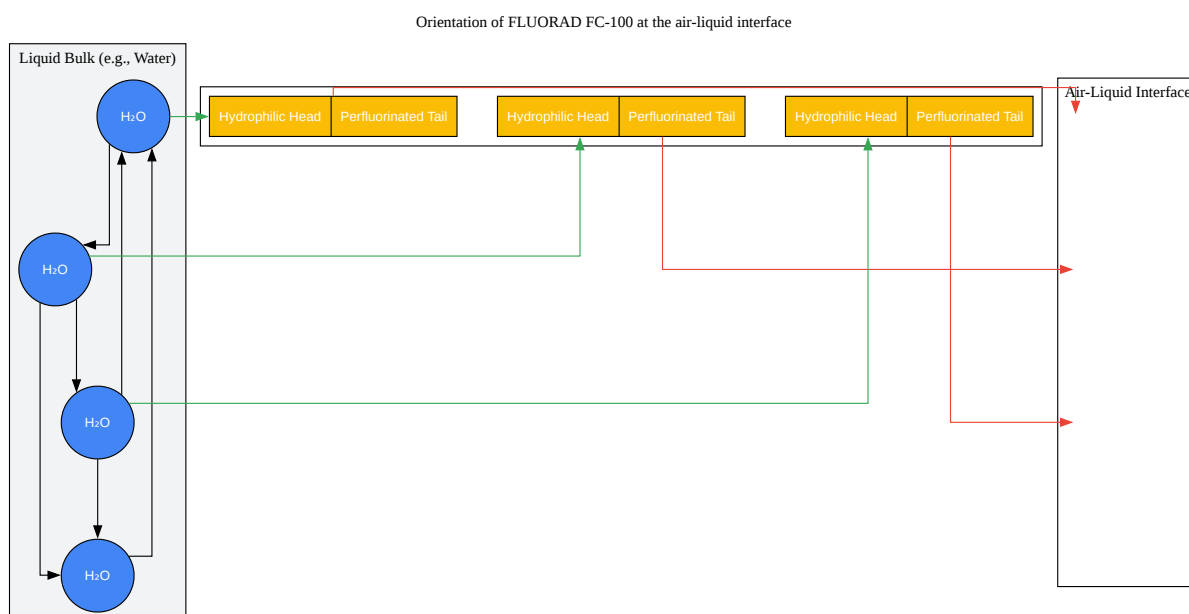 Orientation of FLUORAD FC-100 at the air-liquid interface
Liquid Bulk (e.g., Water)
Air-Liquid Interface
H₂O
Hydrophilic Head
Perfluorinated Tail
Hydrophilic Head
Perfluorinated Tail
Hydrophilic Head
Perfluorinated Tail
H₂O
H₂O
H₂O